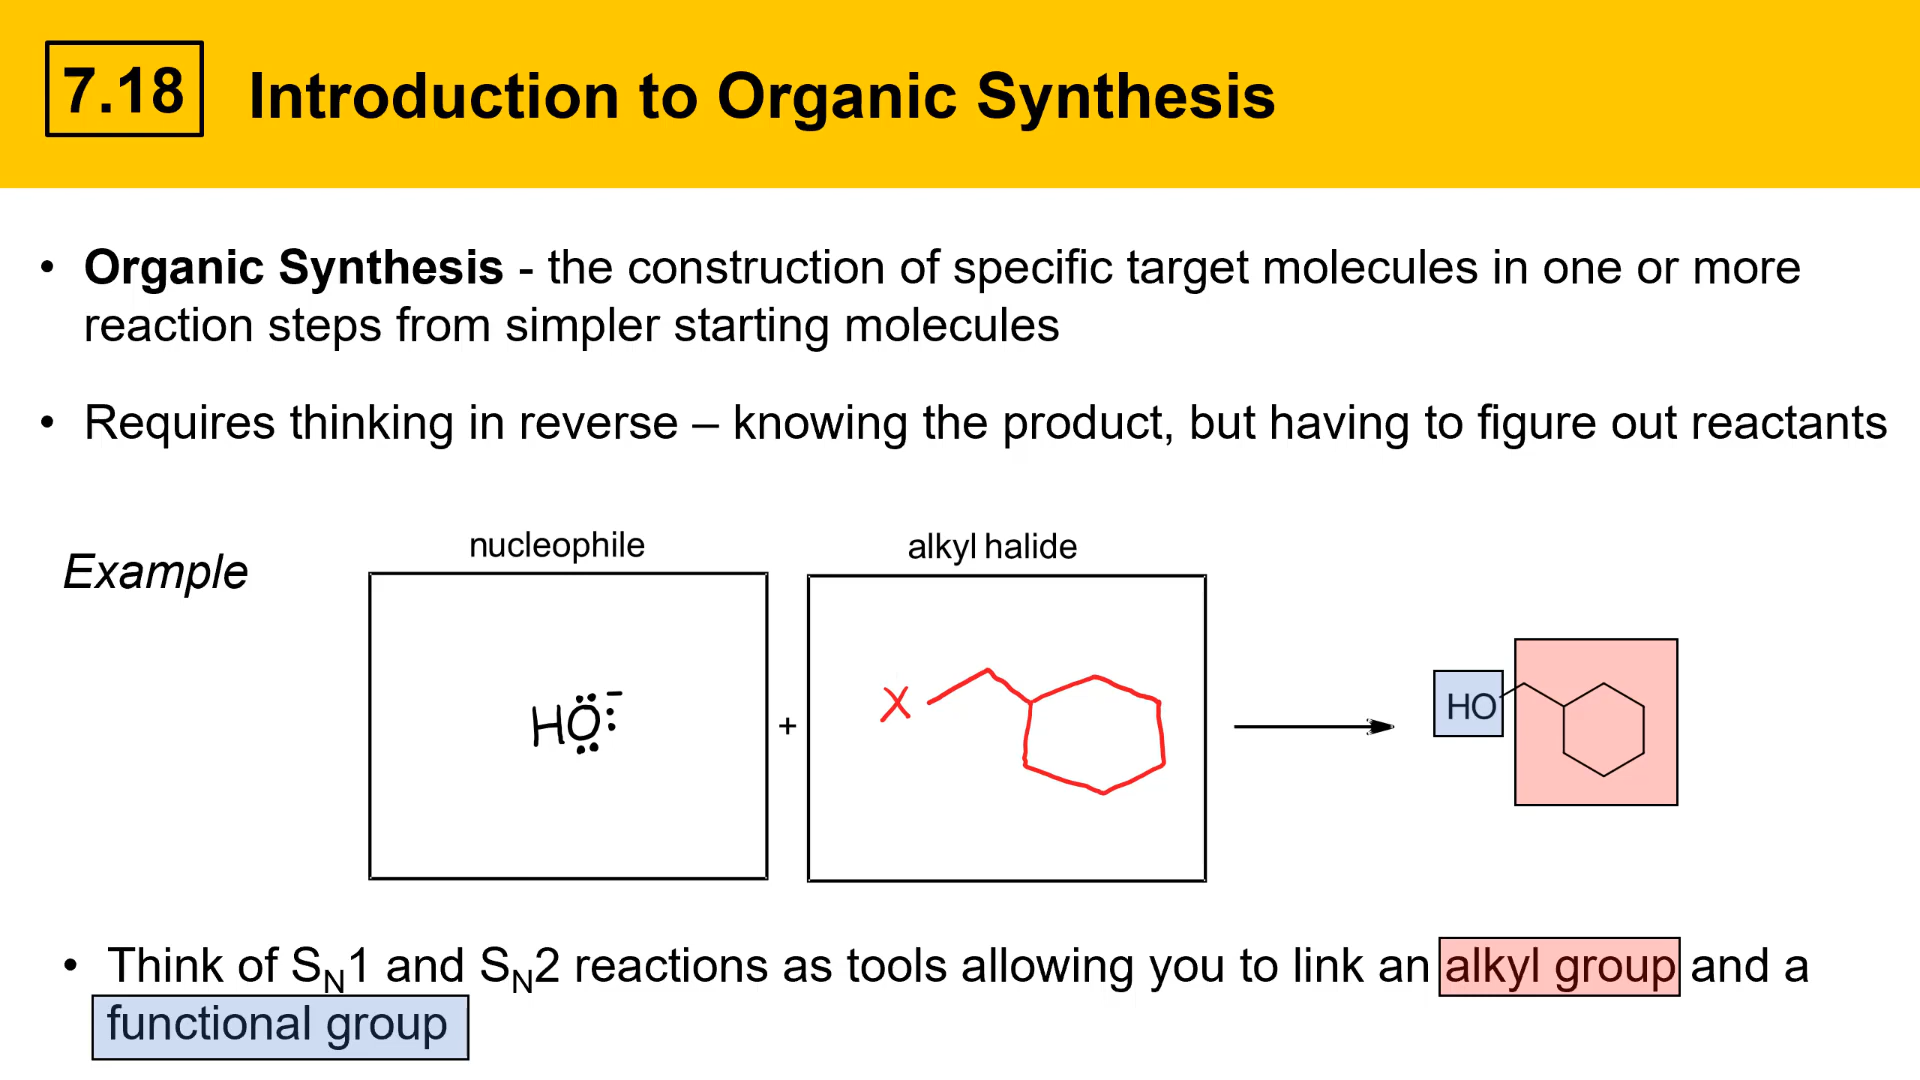 7.18 Introduction to Organic Synthesis
• Organic Synthesis - the construction of specific target molecules in one or more
reaction steps from simpler starting molecules
• Requires thinking in reverse – knowing the product, but having to figure out reactants
Example
nucleophile
alkyl halide
HO:⁻
+
X
HO
• Think of SN1 and SN2 reactions as tools allowing you to link an alkyl group and a
functional group